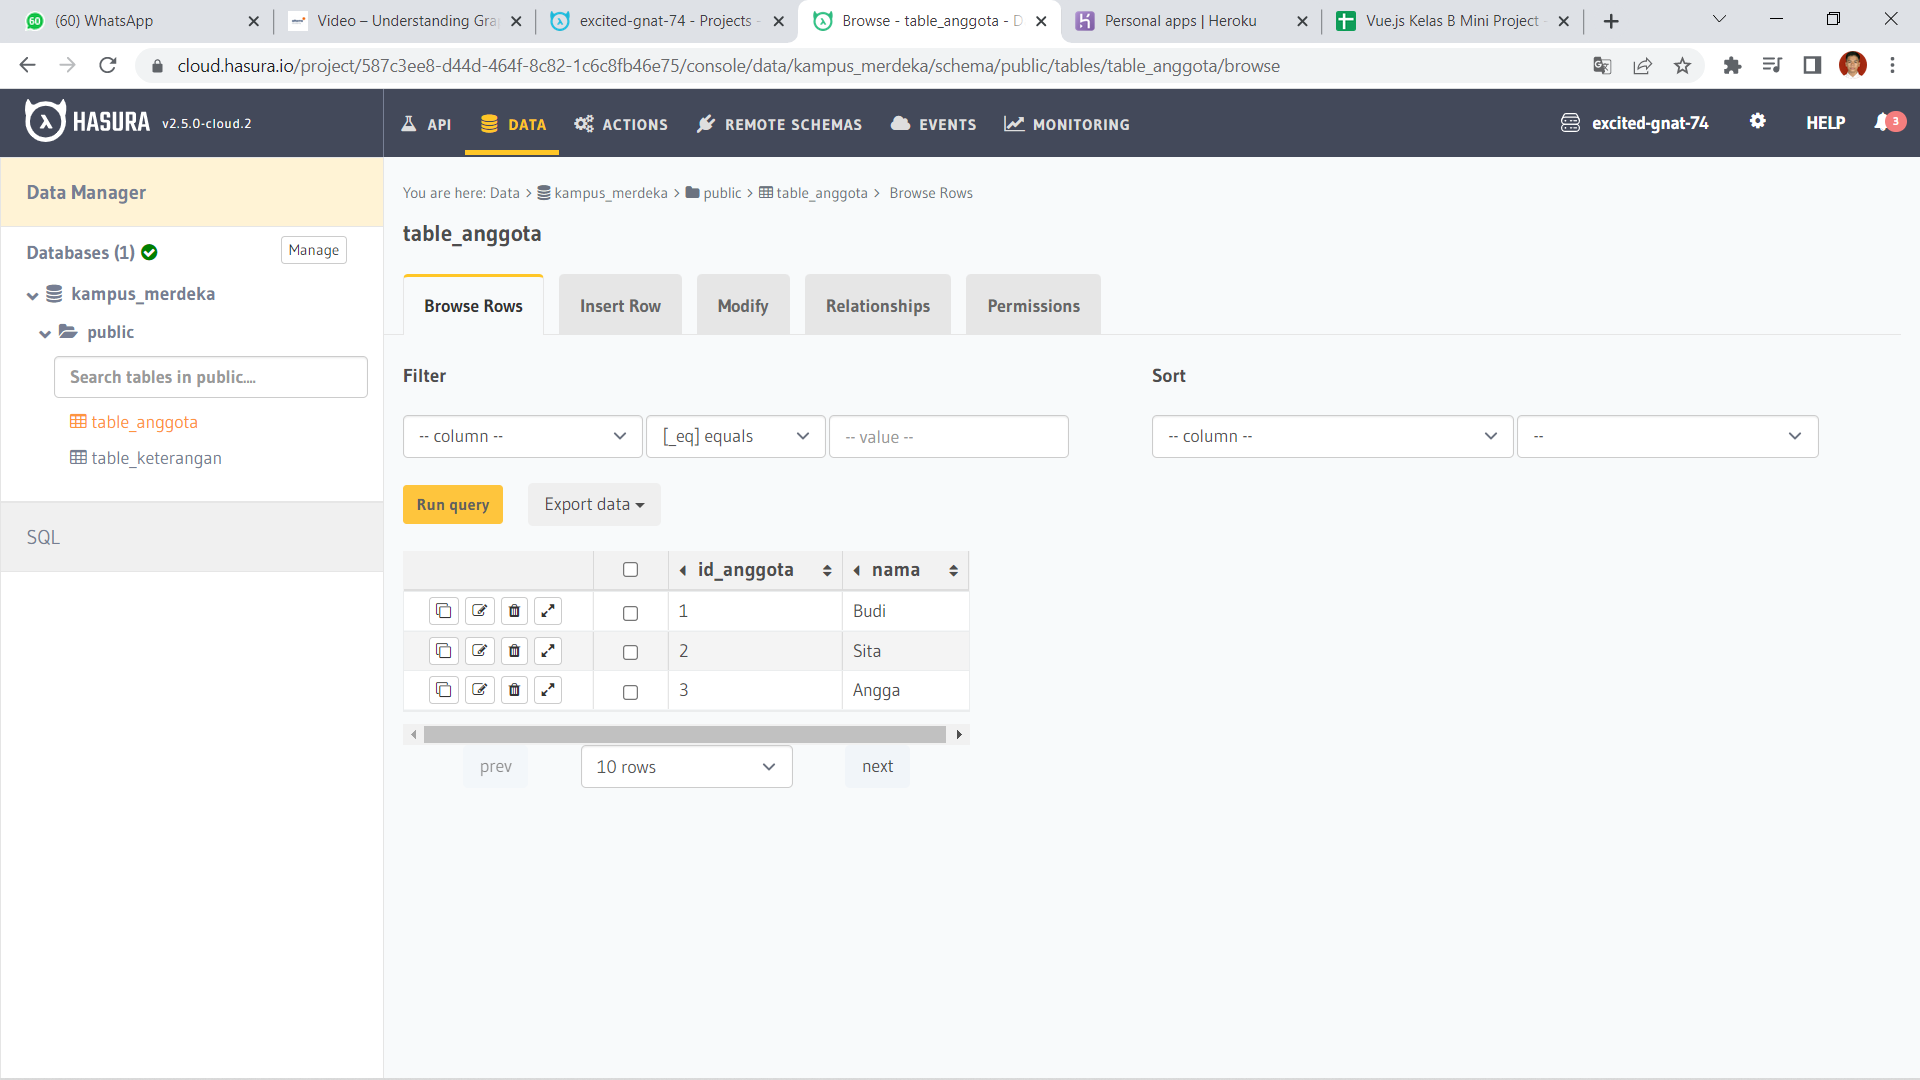 60 (60) WhatsApp
Video – Understanding Gra
excited-gnat-74 - Projects -
Browse - table_anggota - D
Personal apps | Heroku
Vue.js Kelas B Mini Project -
cloud.hasura.io/project/587c3ee8-d44d-464f-8c82-1c6c8fb46e75/console/data/kampus_merdeka/schema/public/tables/table_anggota/browse
HASURA v2.5.0-cloud.2
API
DATA
ACTIONS
REMOTE SCHEMAS
EVENTS
MONITORING
excited-gnat-74
HELP
3
Data Manager
Databases (1)
Manage
kampus_merdeka
public
Search tables in public....
table_anggota
table_keterangan
SQL
You are here: Data > kampus_merdeka > public > table_anggota > Browse Rows
table_anggota
Browse Rows
Insert Row
Modify
Relationships
Permissions
Filter
Sort
-- column --
[_eq] equals
-- value --
-- column --
--
Run query
Export data
id_anggota nama
1 Budi
2 Sita
3 Angga
prev
10 rows
next